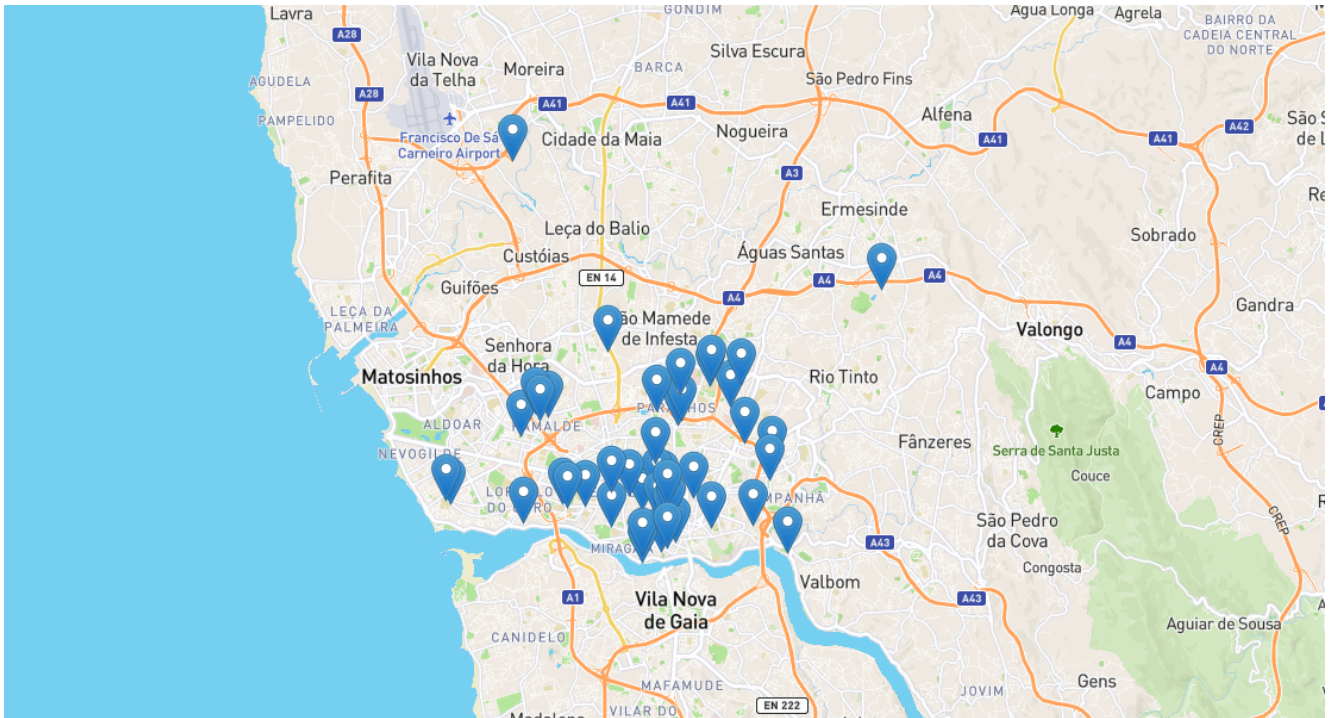 GONDIM
Lavra
Água Longa
Agrela
BAIRRO DA
CADEIA CENTRAL
DO NORTE
A28
Silva Escura
Vila Nova
da Telha
Moreira
BARCA
São Pedro Fins
AGUDELA
A28
A41
A41
Alfena
PAMPELIDO
Nogueira
A42
Francisco De Sá
Carneiro Airport
Cidade da Maia
A41
A41
São S
de L
Perafita
A3
Re
Ermesinde
Leça do Balio
Sobrado
Custóias
Águas Santas
EN 14
A4
A4
Guifões
A4
Gandra
LEÇA DA
PALMEIRA
ão Mamede
de Infesta
Valongo
Senhora
da Hora
A4
A4
Matosinhos
Rio Tinto
Campo
ALDOAR
CREP
Fânzeres
NEVOGILDE
Serra de Santa Justa
Couce
DO OURO
São Pedro
da Cova
CREP
A43
Congosta
Valbom
A1
Vila Nova
de Gaia
A43
Aguiar de Sousa
CANIDELO
MAFAMUDE
Gens
JOVIM
EN 222
VILAR DO